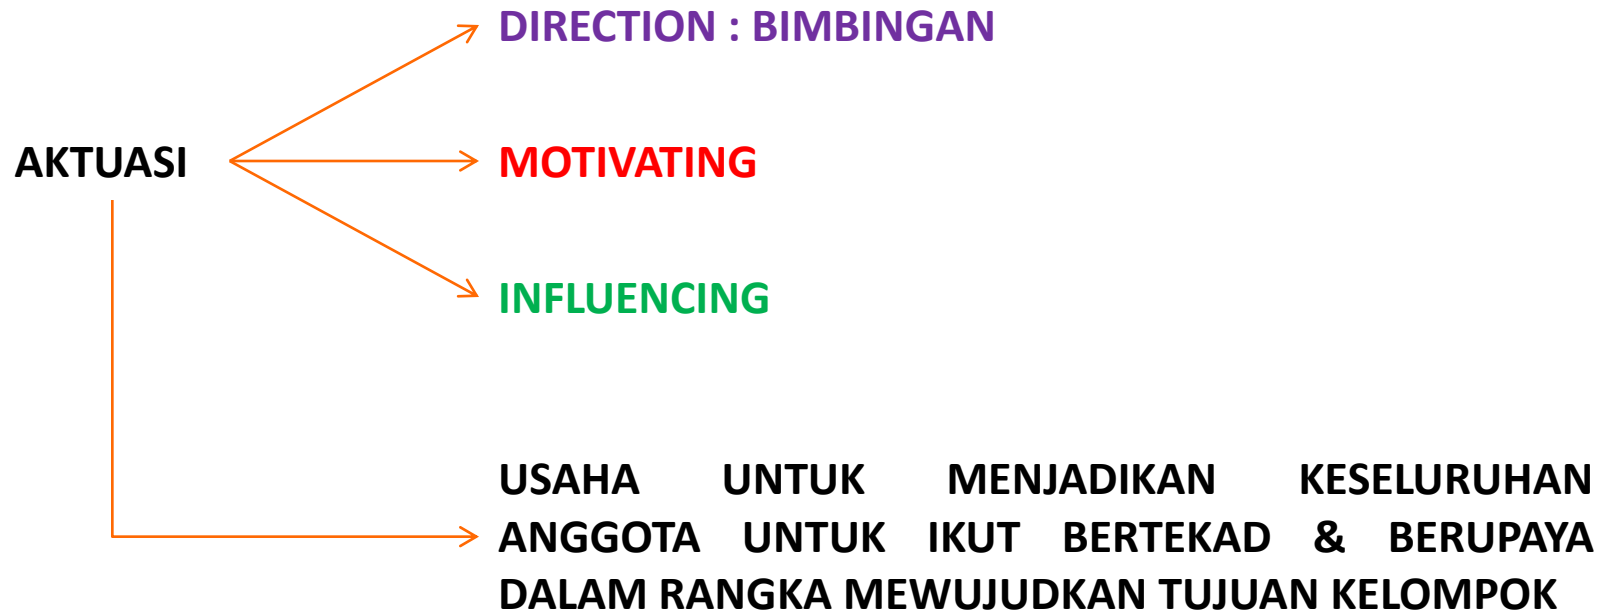 DIRECTION : BIMBINGAN
AKTUASI
MOTIVATING
INFLUENCING
USAHA UNTUK MENJADIKAN KESELURUHAN
ANGGOTA UNTUK IKUT BERTEKAD & BERUPAYA
DALAM RANGKA MEWUJUDKAN TUJUAN KELOMPOK